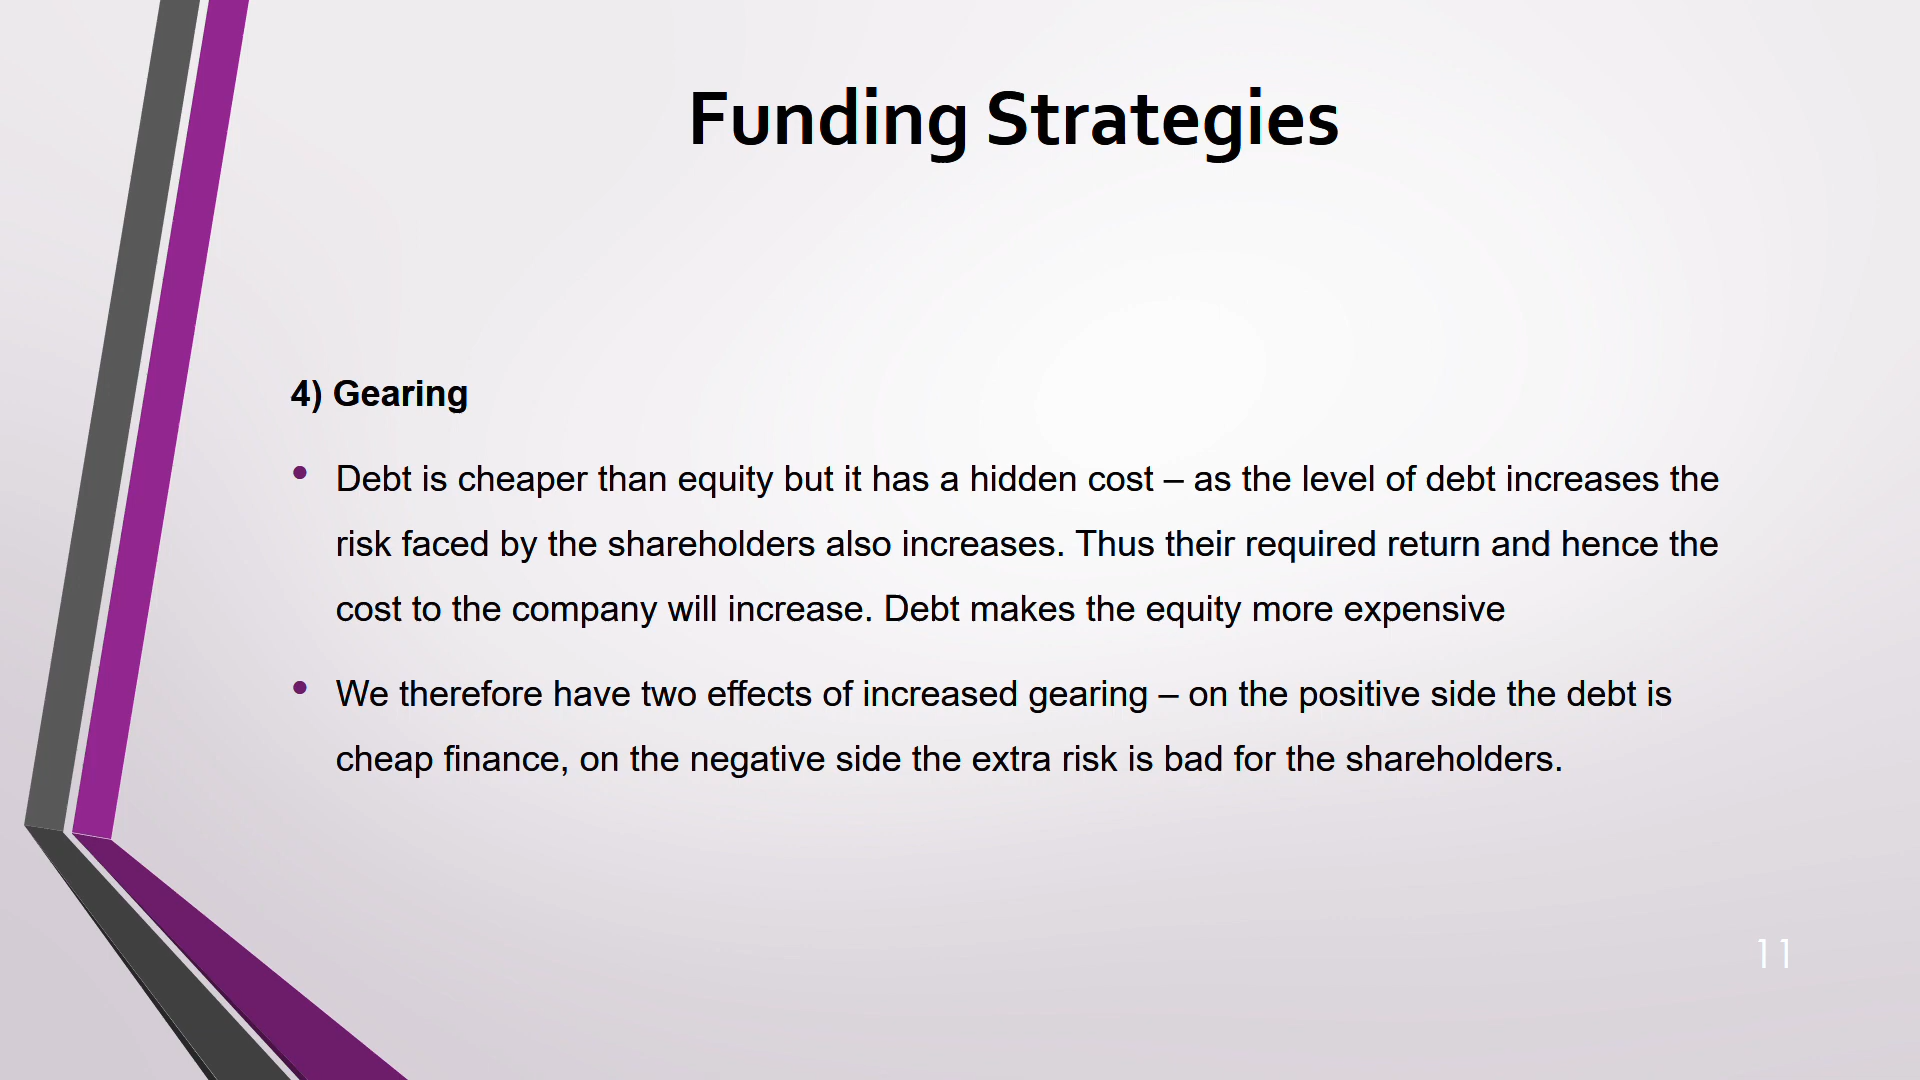 Funding Strategies
4) Gearing
• Debt is cheaper than equity but it has a hidden cost – as the level of debt increases the
risk faced by the shareholders also increases. Thus their required return and hence the
cost to the company will increase. Debt makes the equity more expensive
• We therefore have two effects of increased gearing – on the positive side the debt is
cheap finance, on the negative side the extra risk is bad for the shareholders.
11